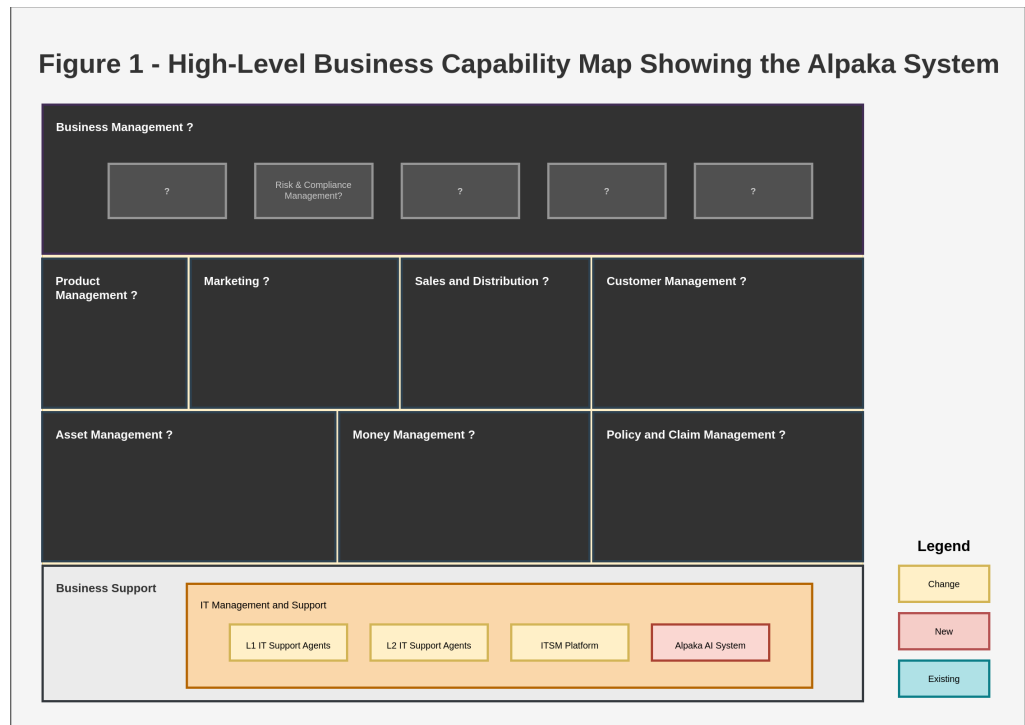 Figure 1 - High-Level Business Capability Map Showing the Alpaka System
Business Management ?
?
Risk & Compliance
Management?
?
?
?
Product
Management ?
Marketing ?
Sales and Distribution ?
Customer Management ?
Asset Management ?
Money Management ?
Policy and Claim Management ?
Business Support
IT Management and Support
L1 IT Support Agents
L2 IT Support Agents
ITSM Platform
Alpaka AI System
Legend
Change
New
Existing